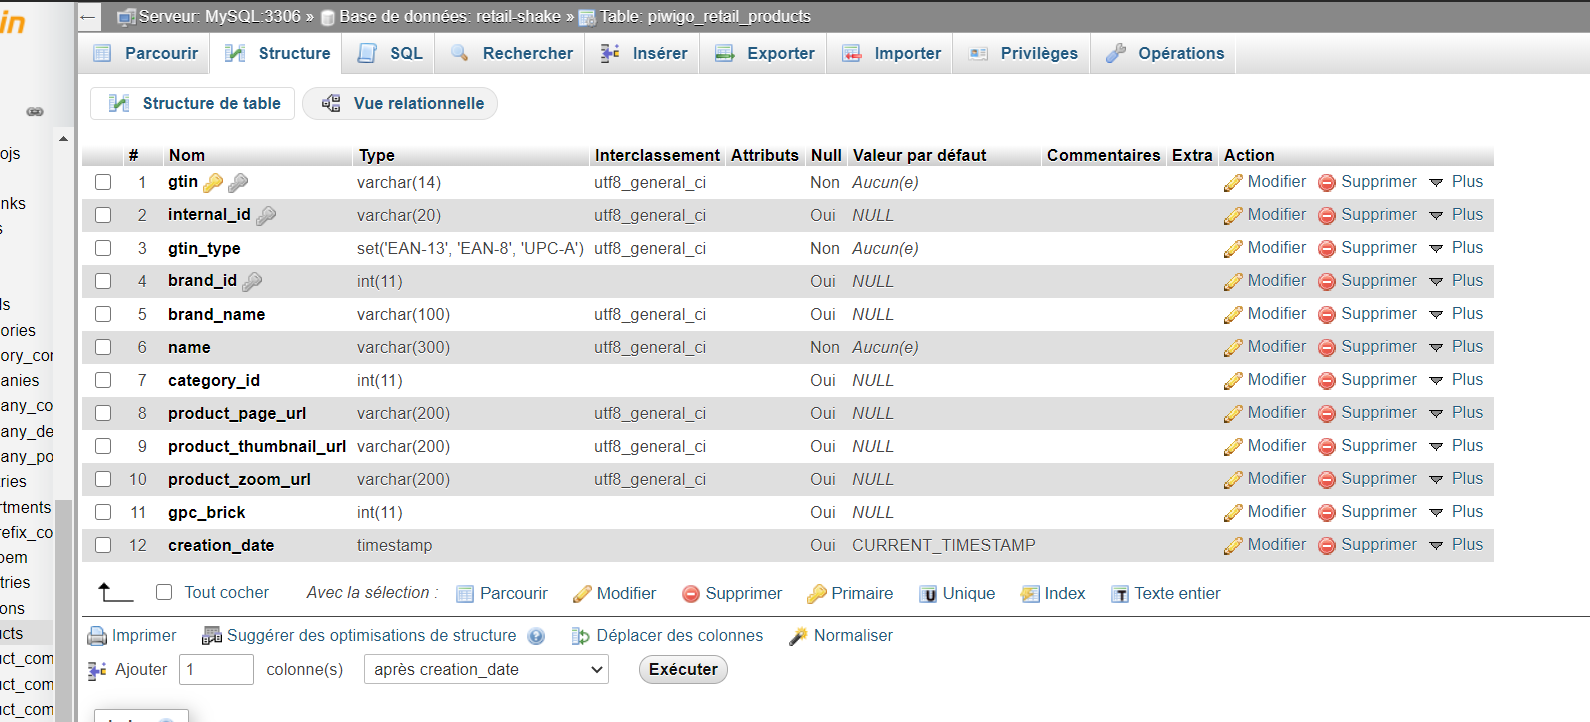 in
Serveur: MySQL:3306 » Base de données: retail-shake » Table: piwigo_retail_products
Parcourir Structure SQL Rechercher Insérer Exporter Importer Privilèges Opérations
Structure de table Vue relationnelle
# Nom Type Interclassement Attributs Null Valeur par défaut Commentaires Extra Action
1 gtin varchar(14) utf8_general_ci Non Aucun(e) Modifier Supprimer Plus
2 internal_id varchar(20) utf8_general_ci Oui NULL Modifier Supprimer Plus
3 gtin_type set('EAN-13', 'EAN-8', 'UPC-A') utf8_general_ci Non Aucun(e) Modifier Supprimer Plus
4 brand_id int(11) Oui NULL Modifier Supprimer Plus
5 brand_name varchar(100) utf8_general_ci Oui NULL Modifier Supprimer Plus
6 name varchar(300) utf8_general_ci Non Aucun(e) Modifier Supprimer Plus
7 category_id int(11) Oui NULL Modifier Supprimer Plus
8 product_page_url varchar(200) utf8_general_ci Oui NULL Modifier Supprimer Plus
9 product_thumbnail_url varchar(200) utf8_general_ci Oui NULL Modifier Supprimer Plus
10 product_zoom_url varchar(200) utf8_general_ci Oui NULL Modifier Supprimer Plus
11 gpc_brick int(11) Oui NULL Modifier Supprimer Plus
12 creation_date timestamp Oui CURRENT_TIMESTAMP Modifier Supprimer Plus
Tout cocher Avec la sélection : Parcourir Modifier Supprimer Primaire Unique Index Texte entier
Imprimer Suggérer des optimisations de structure Déplacer des colonnes Normaliser
Ajouter 1 colonne(s) après creation_date Exécuter
ojs
nks
s
ls
ories
ory_cor
anies
any_co
any_de
any_po
tries
rtments
refix_co
oem
tries
ons
ucts
uct_com
uct_com
uct_com